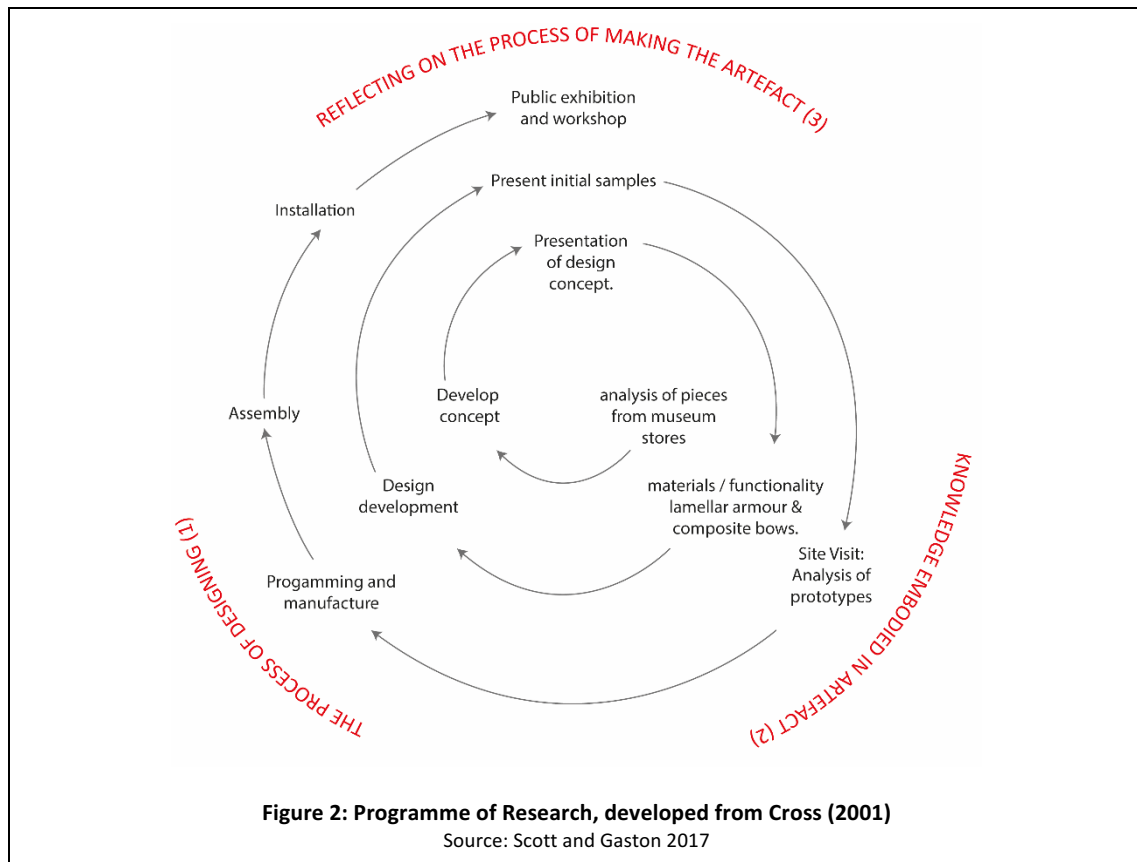 REFLECTING ON THE PROCESS OF MAKING THE ARTEFACT (3)
Public exhibition
and workshop
Present initial samples
Installation
Presentation
of design
concept.
Develop
concept
analysis of pieces
from museum
stores
Assembly
Design
development
materials / functionality
lamellar armour &
composite bows.
KNOWLEDGE EMBODIED IN ARTEFACT (2)
THE PROCESS OF DESIGNING (1)
Site Visit:
Analysis of
prototypes
Progamming and
manufacture
Figure 2: Programme of Research, developed from Cross (2001)
Source: Scott and Gaston 2017